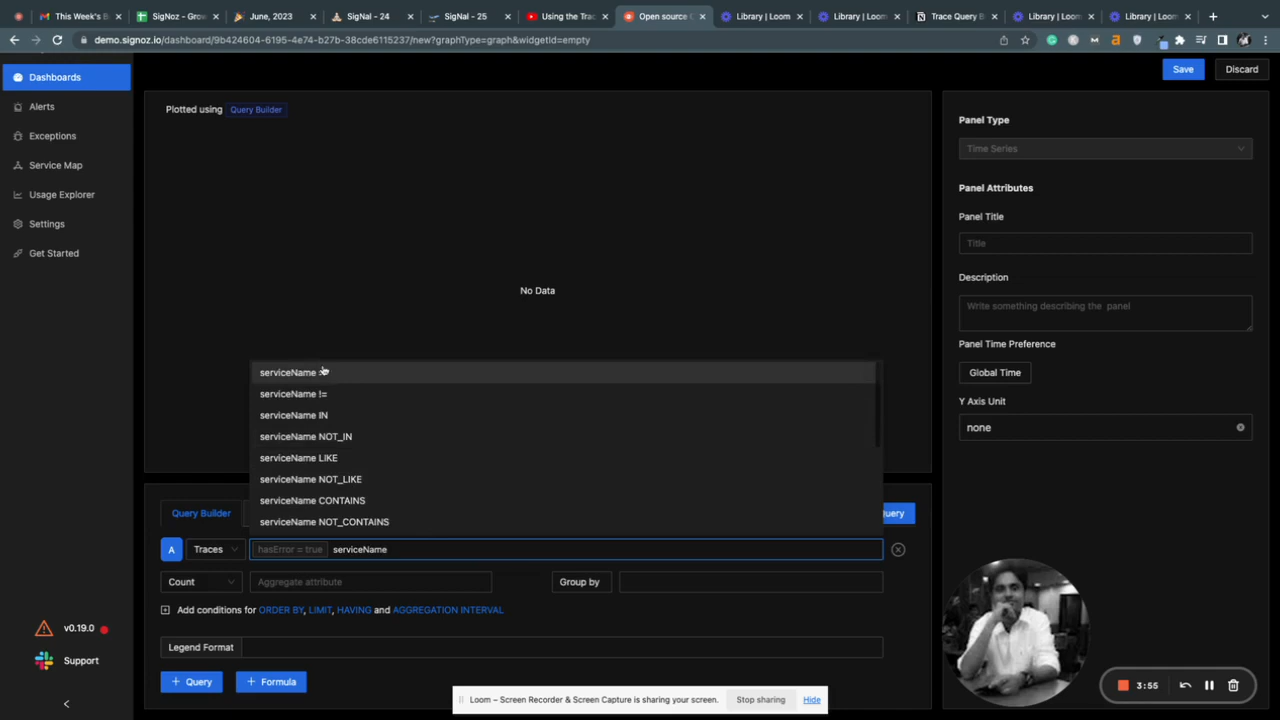 This Week's B
SigNoz - Grow
June, 2023
SigNal - 24
SigNal - 25
Using the Trac
Open source O
Library | Loom
Library | Loom
Trace Query B
Library | Loom
Library | Loom
demo.signoz.io/dashboard/9b424604-6195-4e74-b27b-38cde6115237/new?graphType=graph&widgetId=empty
Dashboards
Alerts
Exceptions
Service Map
Usage Explorer
Settings
Get Started
v0.19.0
Support
Save
Discard
Plotted using Query Builder
No Data
serviceName
serviceName !=
serviceName IN
serviceName NOT_IN
serviceName LIKE
serviceName NOT_LIKE
serviceName CONTAINS
serviceName NOT_CONTAINS
Query Builder
uery
A Traces hasError = true serviceName
Count Aggregate attribute Group by
Add conditions for ORDER BY, LIMIT, HAVING and AGGREGATION INTERVAL
Legend Format
+ Query + Formula
Panel Type
Time Series
Panel Attributes
Panel Title
Title
Description
Write something describing the panel
Panel Time Preference
Global Time
Y Axis Unit
none
3:55
Loom – Screen Recorder & Screen Capture is sharing your screen. Stop sharing Hide